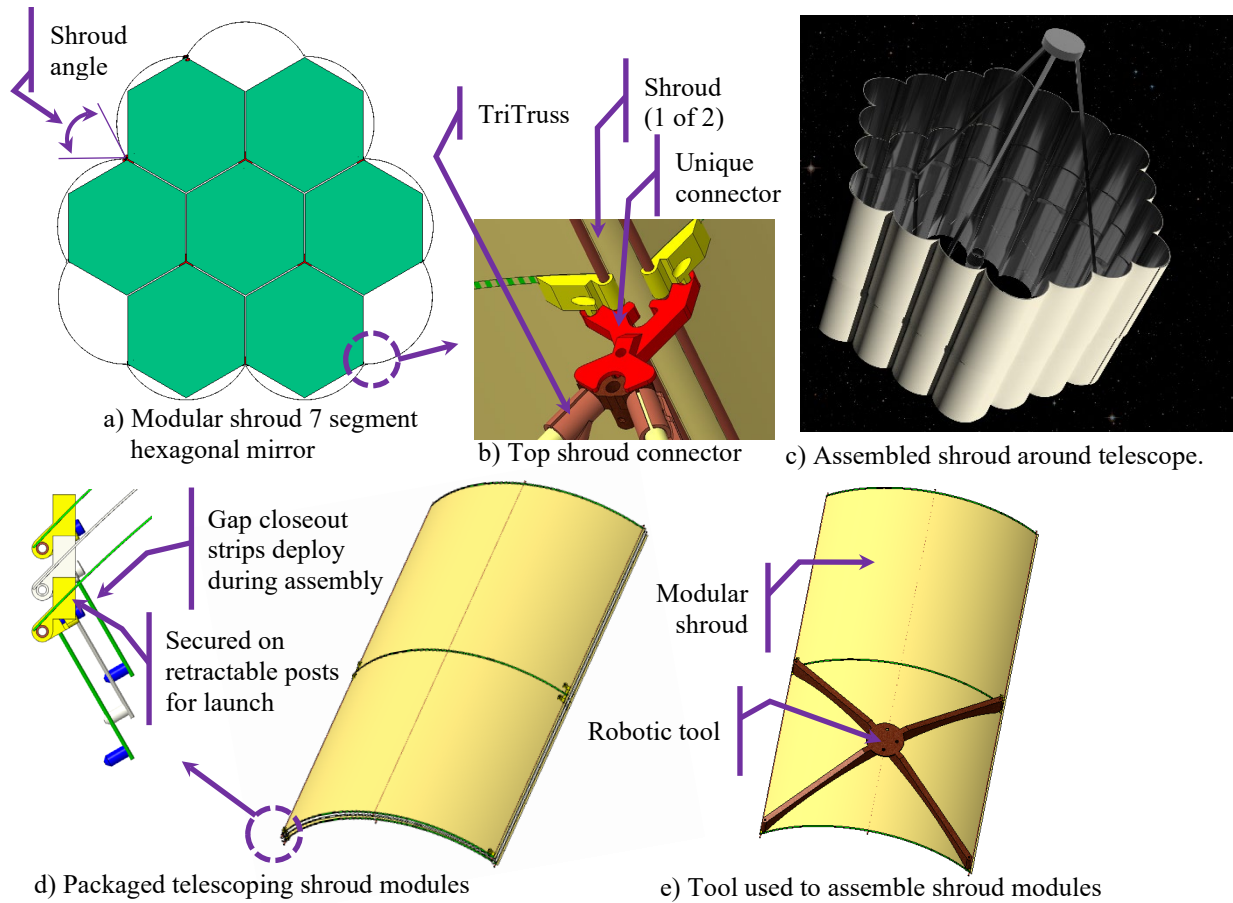 Shroud
angle
a) Modular shroud 7 segment
hexagonal mirror
TriTruss
Shroud
(1 of 2)
Unique
connector
b) Top shroud connector
c) Assembled shroud around telescope.
Gap closeout
strips deploy
during assembly
Secured on
retractable posts
for launch
d) Packaged telescoping shroud modules
Modular
shroud
Robotic tool
e) Tool used to assemble shroud modules